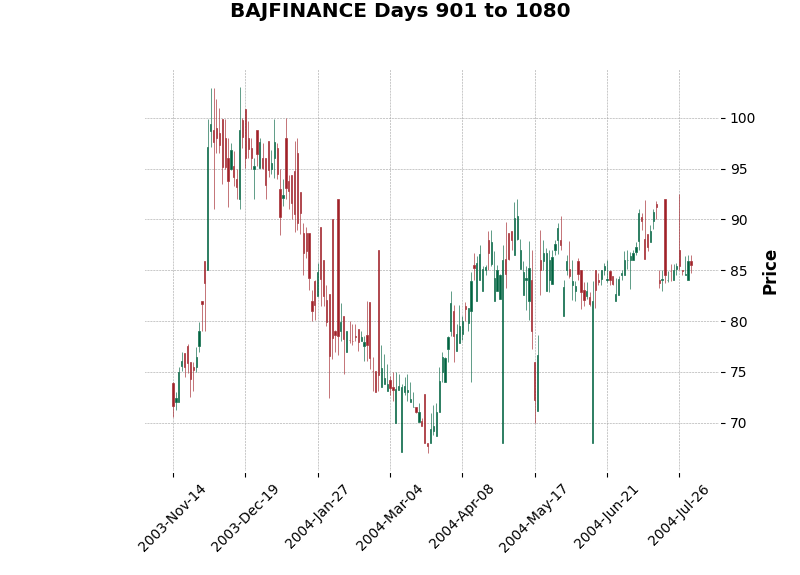 BAJFINANCE Days 901 to 1080
100
95
90
85
80
75
70
Price
2003-Nov-14
2003-Dec-19
2004-Jan-27
2004-Mar-04
2004-Apr-08
2004-May-17
2004-Jun-21
2004-Jul-26